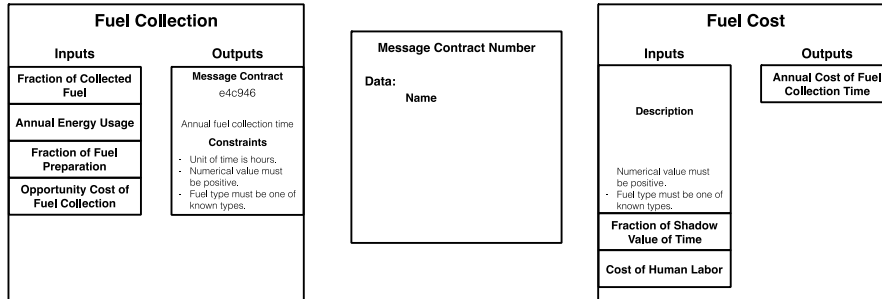 Fuel Collection
Inputs
Outputs
Fraction of Collected
Fuel
Annual Energy Usage
Fraction of Fuel
Preparation
Opportunity Cost of
Fuel Collection
Message Contract
e4c946
Annual fuel collection time
Constraints
- Unit of time is hours.
- Numerical value must
be positive.
- Fuel type must be one of
known types.
Message Contract Number
Data:
Name
Fuel Cost
Inputs
Outputs
Description
Numerical value must
be positive.
- Fuel type must be one of
known types.
Fraction of Shadow
Value of Time
Cost of Human Labor
Annual Cost of Fuel
Collection Time